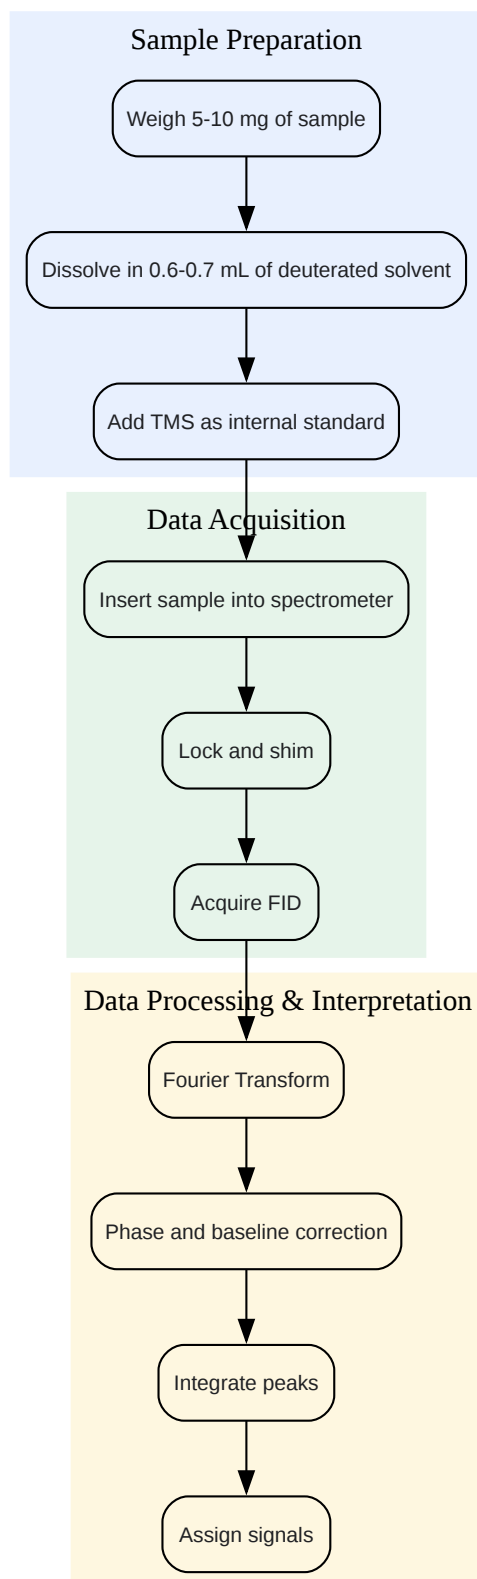 Sample Preparation
Weigh 5-10 mg of sample
Dissolve in 0.6-0.7 mL of deuterated solvent
Add TMS as internal standard
Data Acquisition
Insert sample into spectrometer
Lock and shim
Acquire FID
Data Processing & Interpretation
Fourier Transform
Phase and baseline correction
Integrate peaks
Assign signals